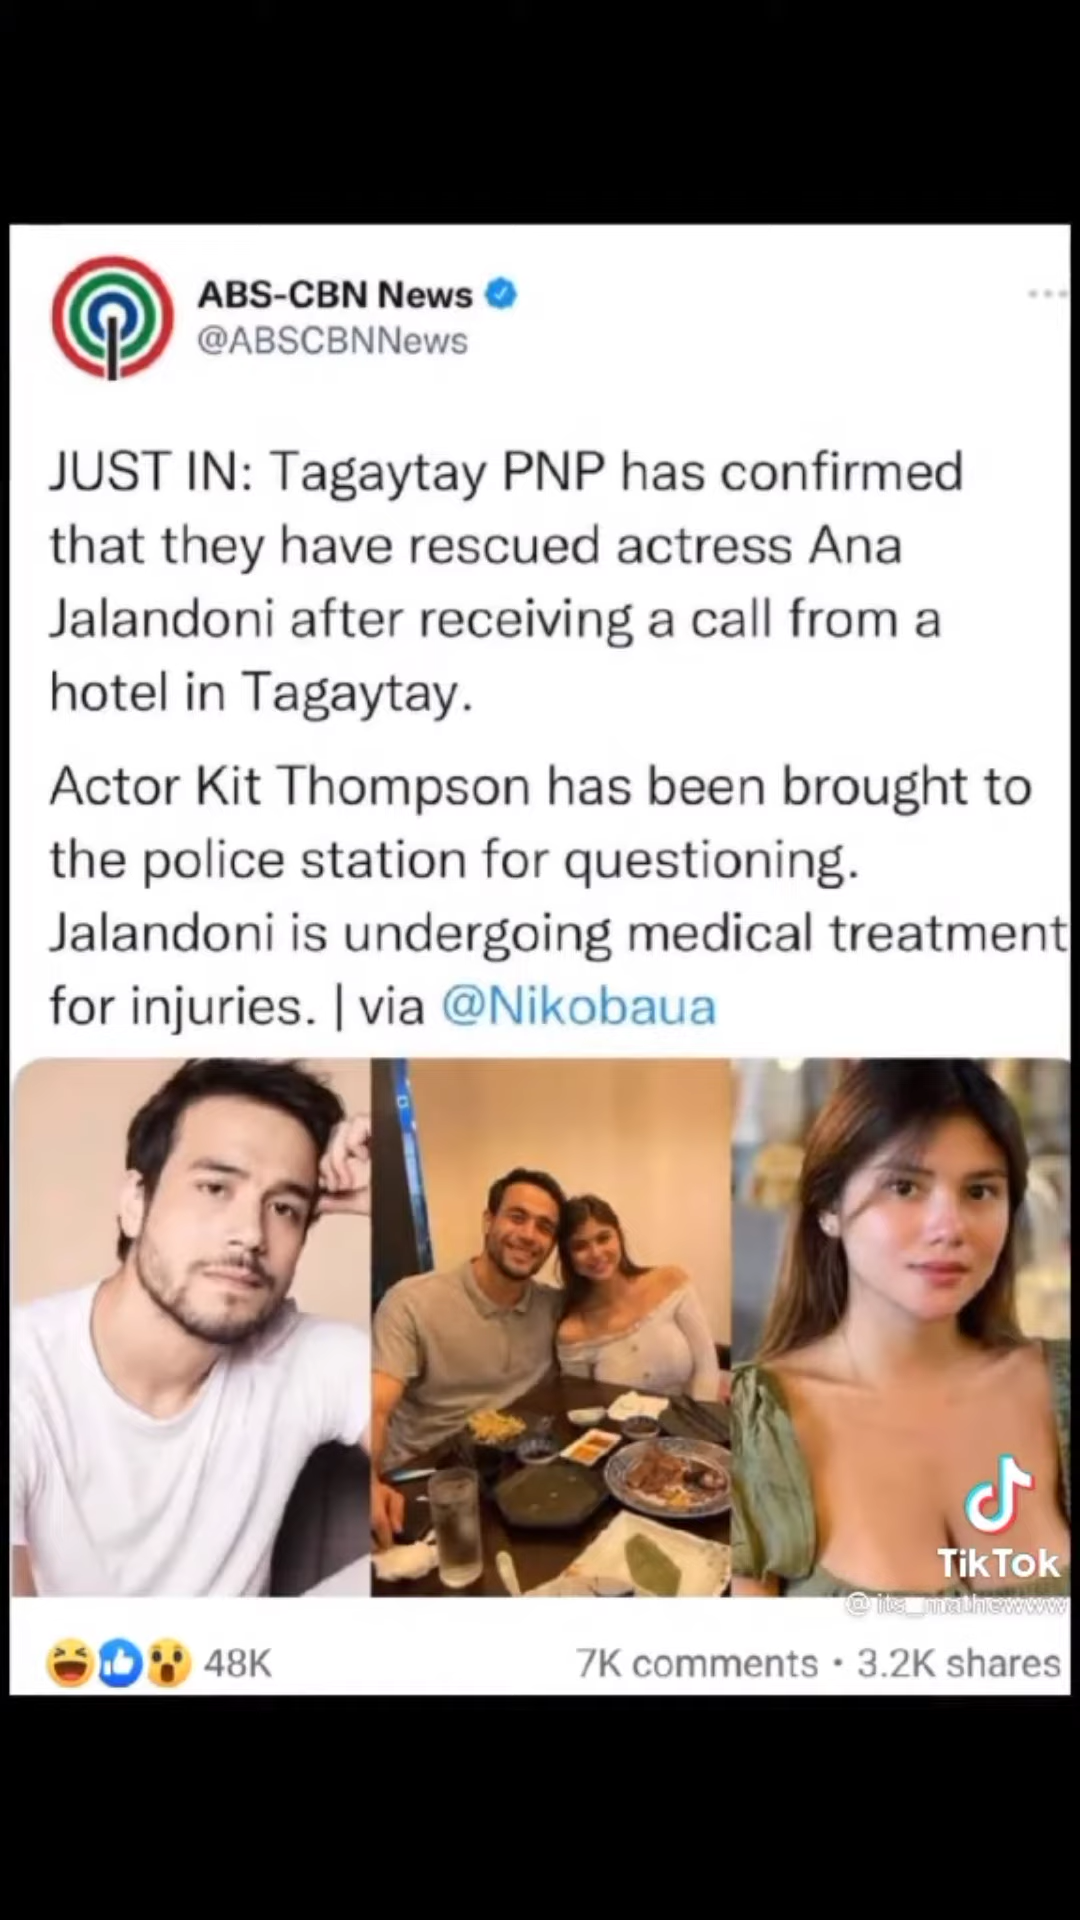 ABS-CBN News
@ABSCBNNews
JUST IN: Tagaytay PNP has confirmed
that they have rescued actress Ana
Jalandoni after receiving a call from a
hotel in Tagaytay.
Actor Kit Thompson has been brought to
the police station for questioning.
Jalandoni is undergoing medical treatment
for injuries. | via @Nikobaua
TikTok
@its_mathewww
48K
7K comments • 3.2K shares